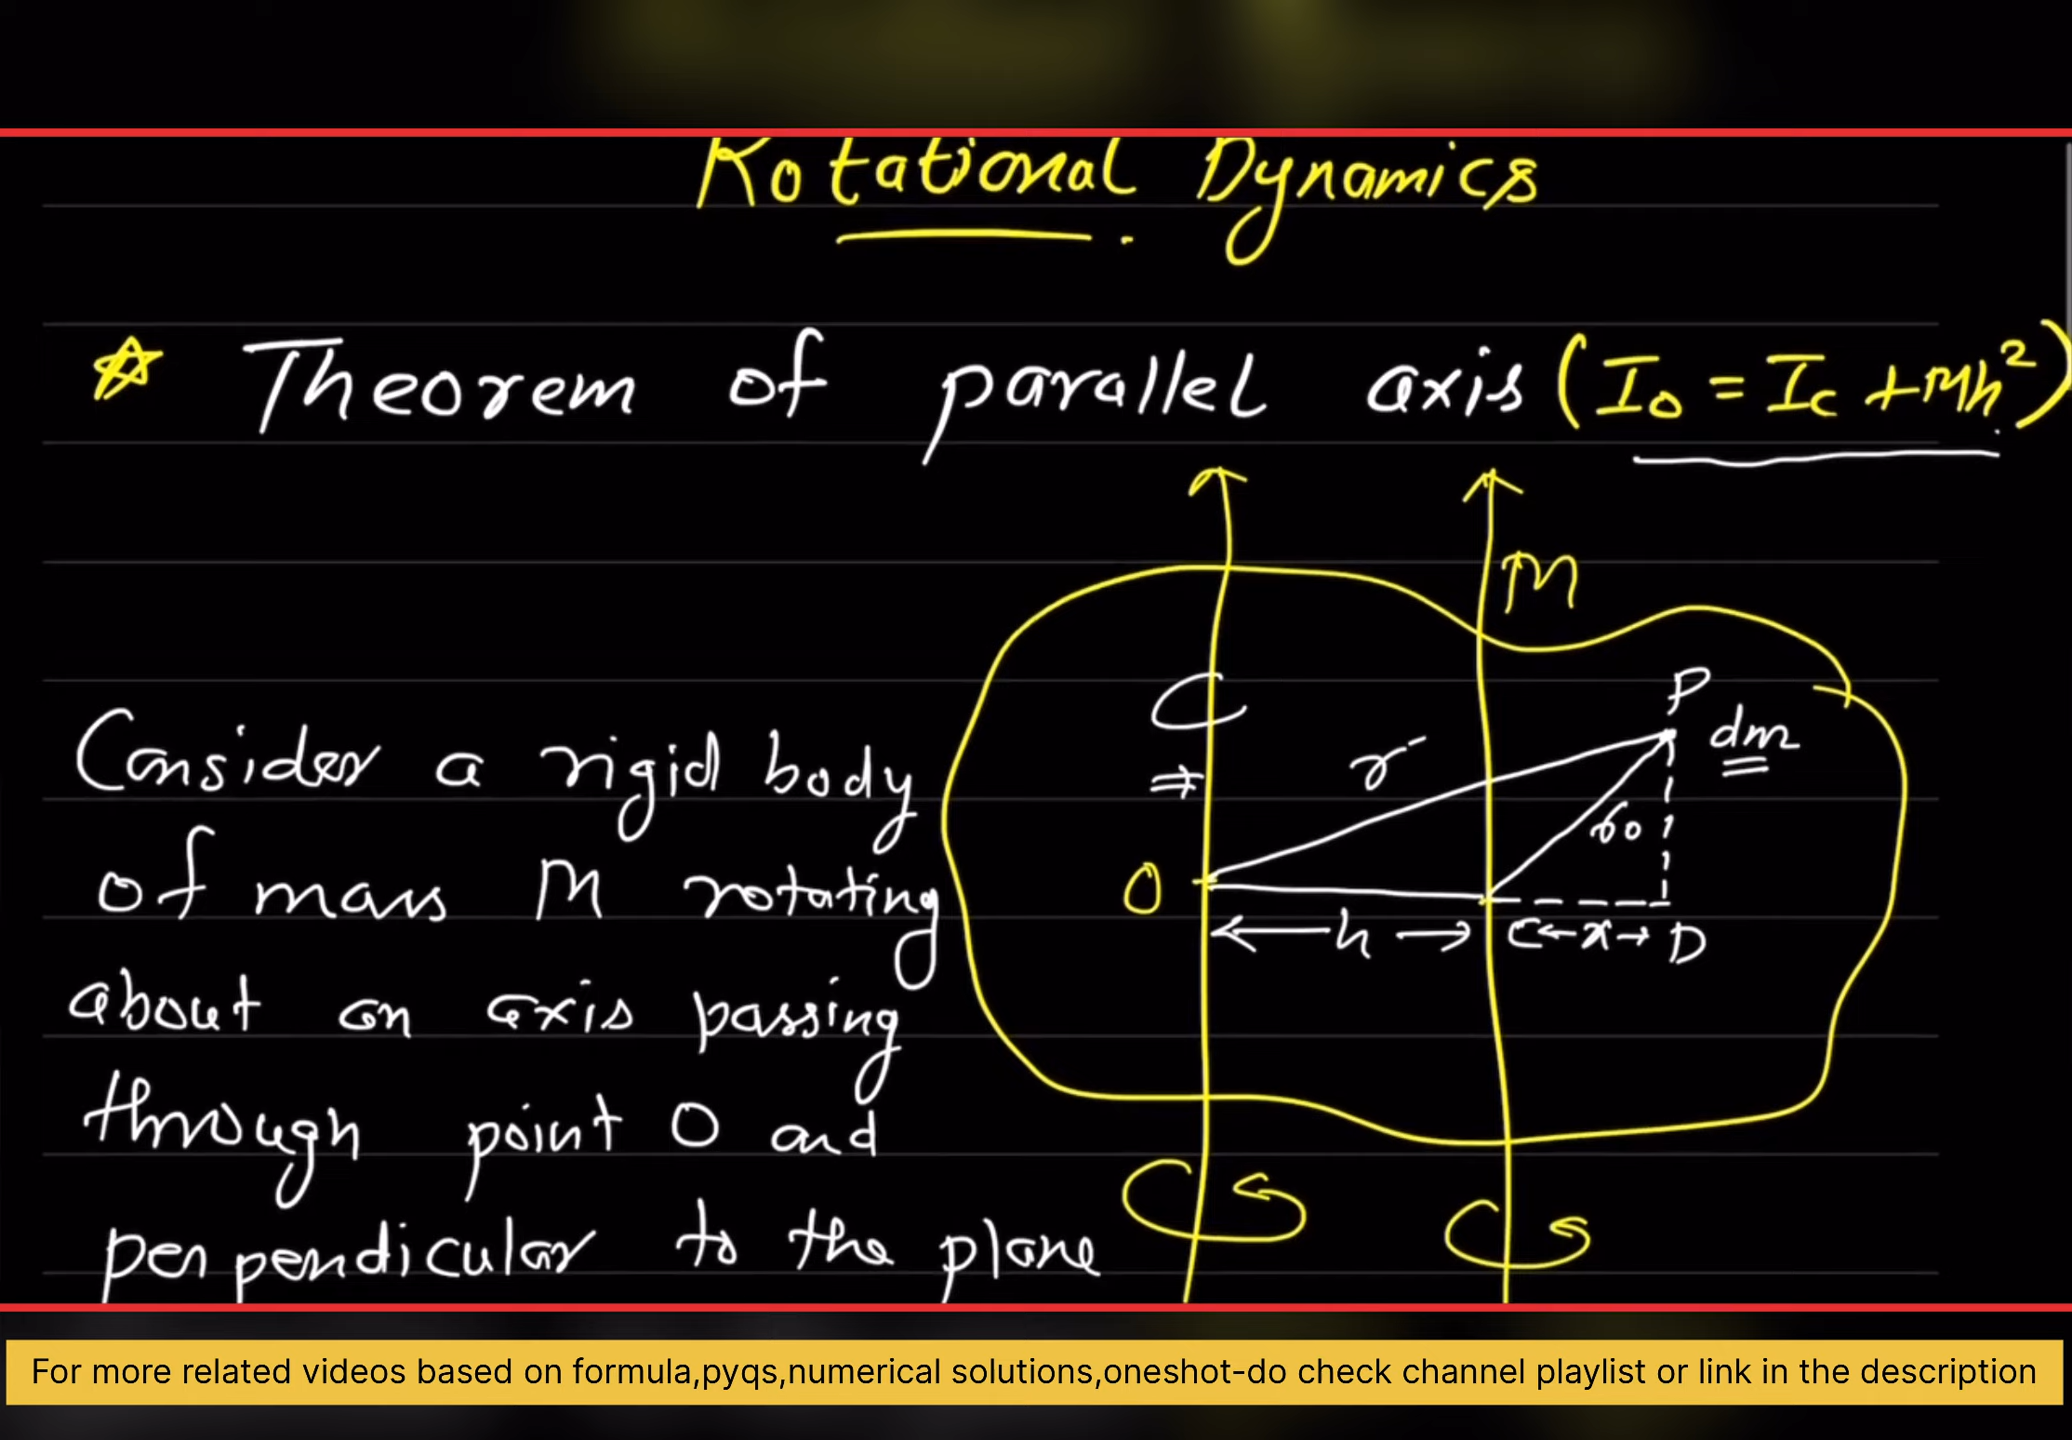 Rotational Dynamics
Theorem of parallel axis (I₀ = Ic + Mh²)
M
C
P
r
dm
Consider a rigid body
r₀
O
h
C x D
of mass M rotating
about an axis passing
through point O and
perpendicular to the plane
For more related videos based on formula,pyqs,numerical solutions,oneshot-do check channel playlist or link in the description